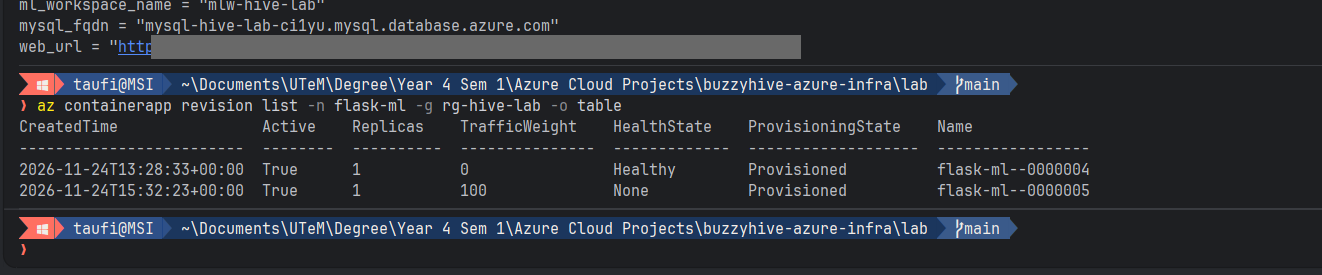 ml_workspace_name = "mlw-hive-lab"
mysql_fqdn = "mysql-hive-lab-ci1yu.mysql.database.azure.com"
web_url = "http
taufi@MSI ~\Documents\UTeM\Degree\Year 4 Sem 1\Azure Cloud Projects\buzzyhive-azure-infra\lab main
❯ az containerapp revision list -n flask-ml -g rg-hive-lab -o table
CreatedTime Active Replicas TrafficWeight HealthState ProvisioningState Name
------------------------- -------- ---------- --------------- ------------- ------------------- -----------------
2026-11-24T13:28:33+00:00 True 1 0 Healthy Provisioned flask-ml--0000004
2026-11-24T15:32:23+00:00 True 1 100 None Provisioned flask-ml--0000005
taufi@MSI ~\Documents\UTeM\Degree\Year 4 Sem 1\Azure Cloud Projects\buzzyhive-azure-infra\lab main
❯